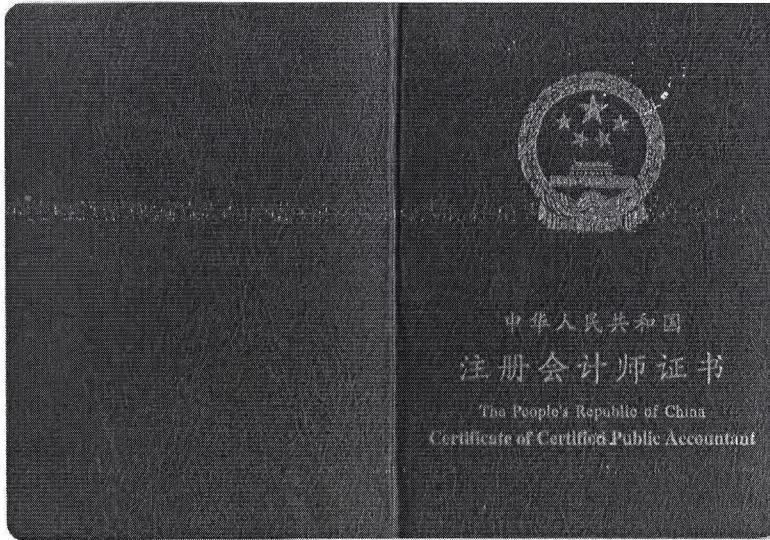 中华人民共和国
注册会计师证书
The People's Republic of China
Certificate of Certified Public Accountant